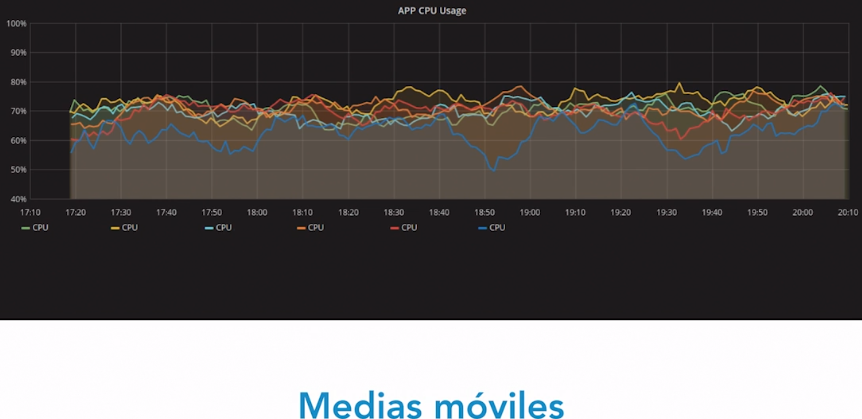 APP CPU Usage
100%
90%
80%
70%
60%
50%
40%
17:10 17:20 17:30 17:40 17:50 18:00 18:10 18:20 18:30 18:40 18:50 19:00 19:10 19:20 19:30 19:40 19:50 20:00 20:10
CPU CPU CPU CPU CPU CPU
Medias móviles